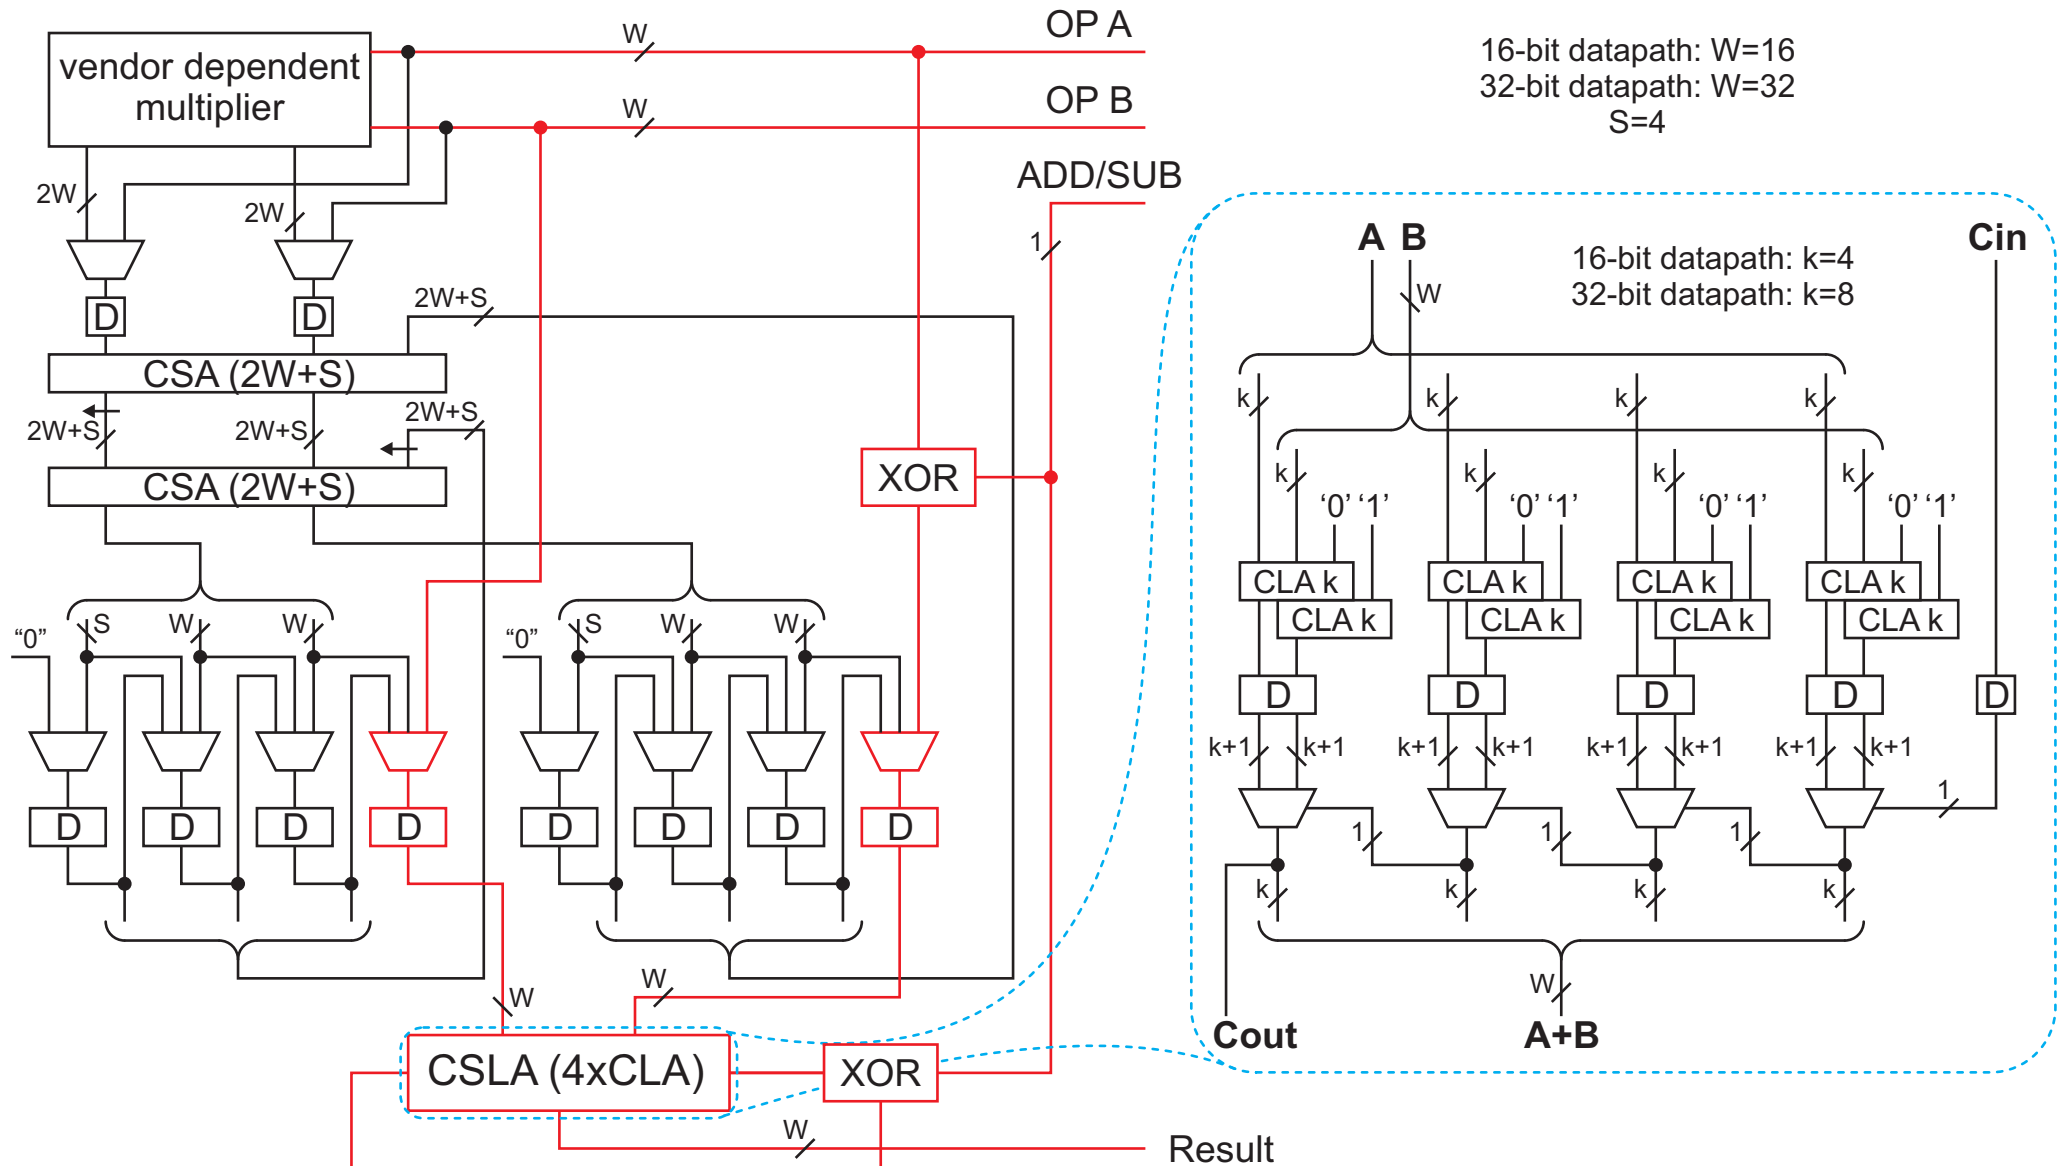 vendor dependent
multiplier
W
OP A
W
OP B
ADD/SUB
1
2W
2W
D
D
2W+S
CSA (2W+S)
2W+S
2W+S
2W+S
CSA (2W+S)
XOR
"0"
S
W
W
"0"
S
W
W
D
D
D
D
D
D
D
D
W
W
CSLA (4xCLA)
XOR
W
Result
16-bit datapath: W=16
32-bit datapath: W=32
S=4
A
B
Cin
W
16-bit datapath: k=4
32-bit datapath: k=8
k
k
k
k
k
k
k
k
'0' '1'
'0' '1'
'0' '1'
'0' '1'
CLA k
CLA k
CLA k
CLA k
CLA k
CLA k
CLA k
CLA k
D
D
D
D
D
k+1
k+1
k+1
k+1
k+1
k+1
k+1
k+1
1
1
1
1
k
k
k
k
W
Cout
A+B